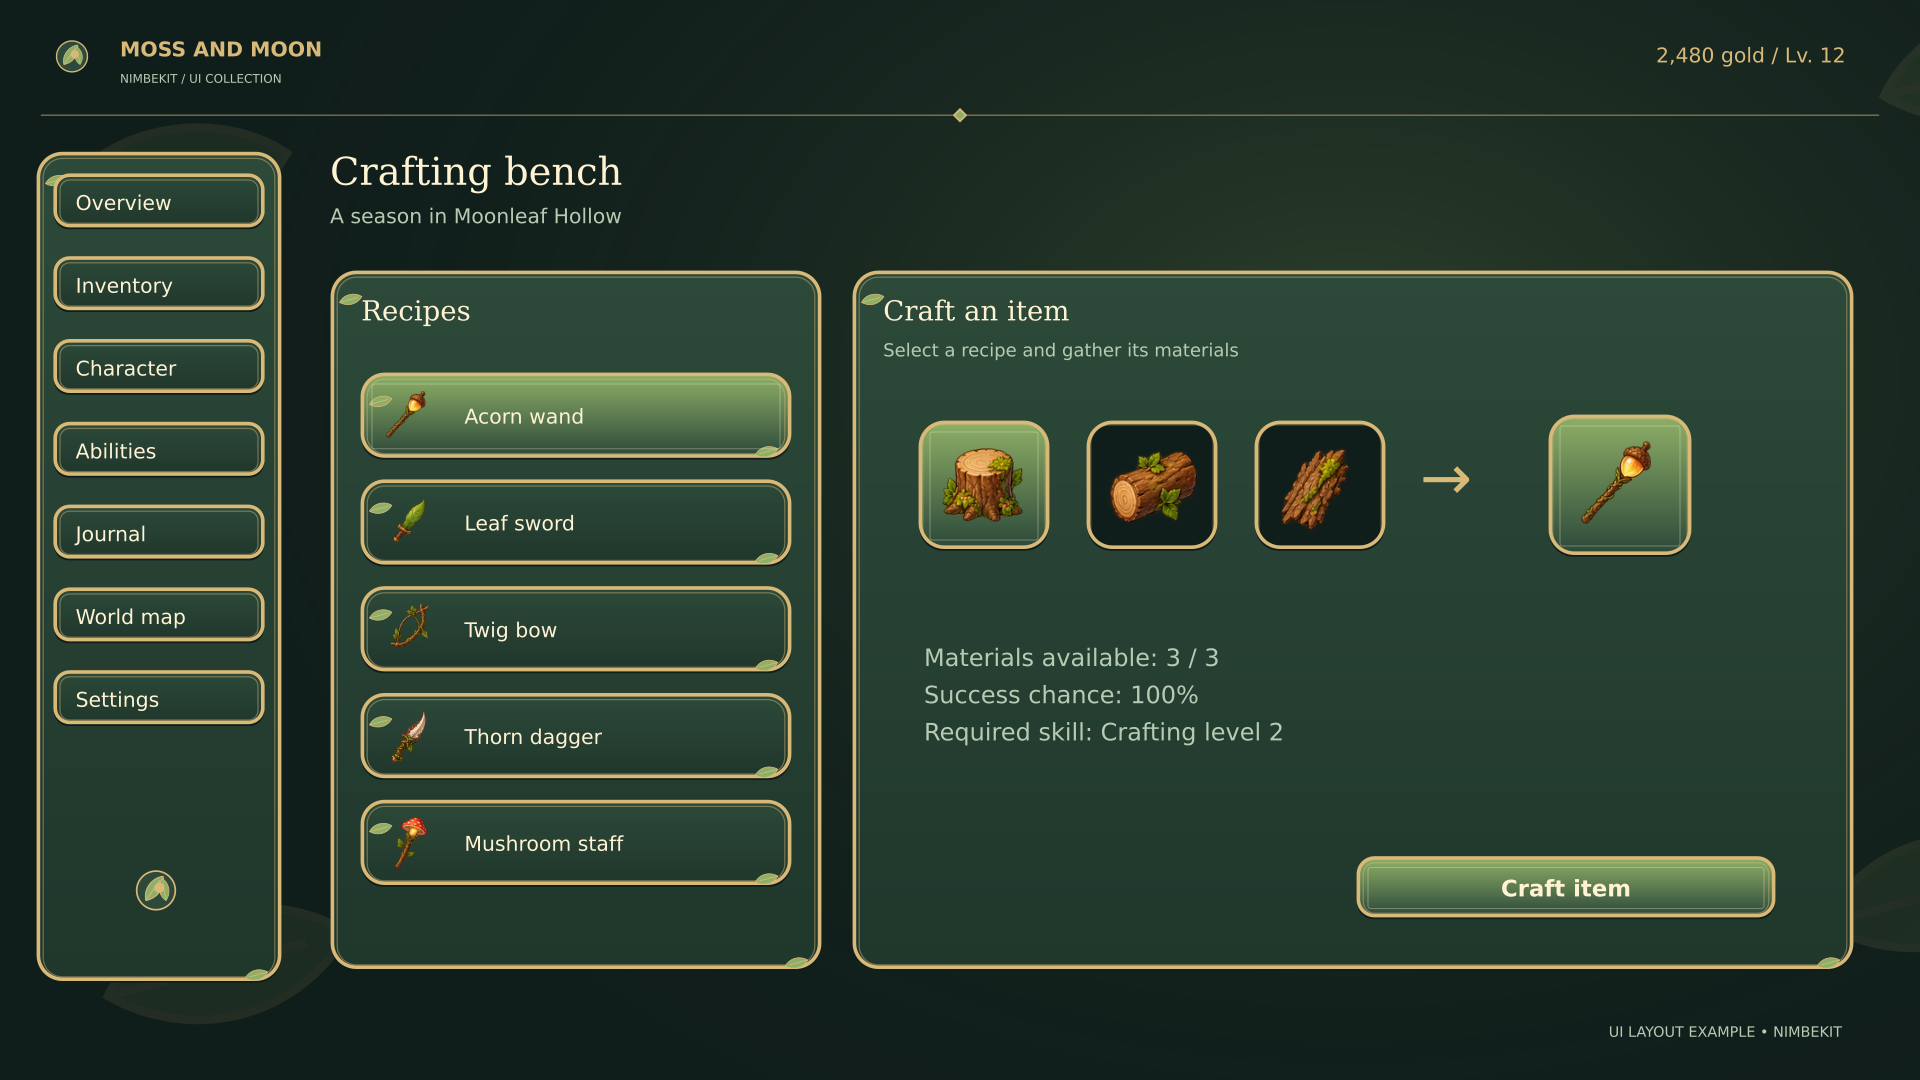 MOSS AND MOON
NIMBEKIT / UI COLLECTION
2,480 gold / Lv. 12
Overview
Inventory
Character
Abilities
Journal
World map
Settings
Crafting bench
A season in Moonleaf Hollow
Recipes
Acorn wand
Leaf sword
Twig bow
Thorn dagger
Mushroom staff
Craft an item
Select a recipe and gather its materials
→
Materials available: 3 / 3
Success chance: 100%
Required skill: Crafting level 2
Craft item
UI LAYOUT EXAMPLE • NIMBEKIT